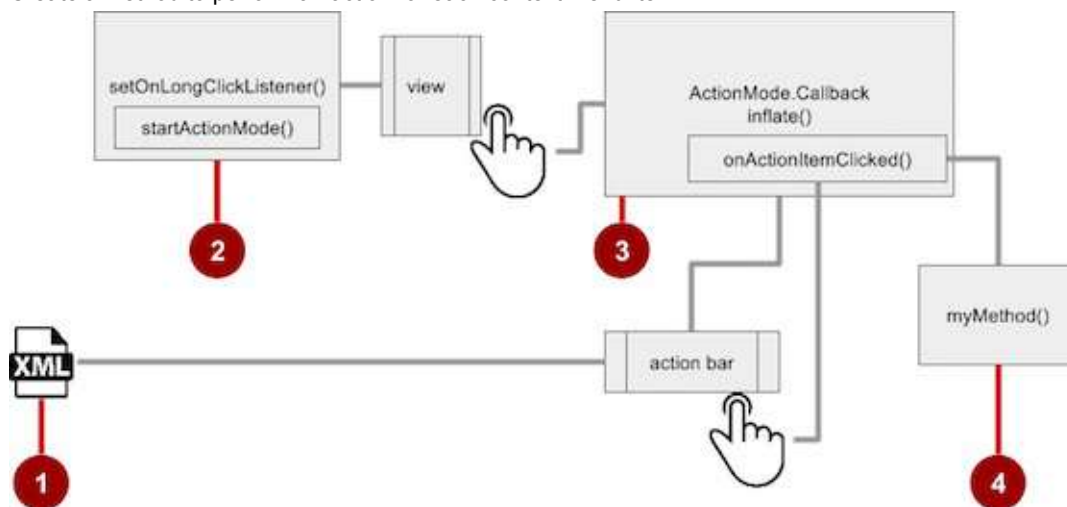 setOnLongClickListener()
startActionMode()
view
ActionMode.Callback
inflate()
onActionItemClicked()
2
3
myMethod()
XML
action bar
1
4